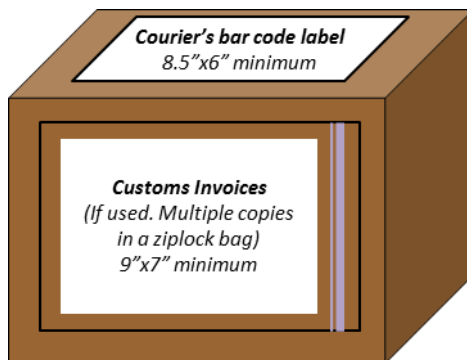 Courier’s bar code label
8.5”x6” minimum
Customs Invoices
(If used. Multiple copies
in a ziplock bag)
9”x7” minimum